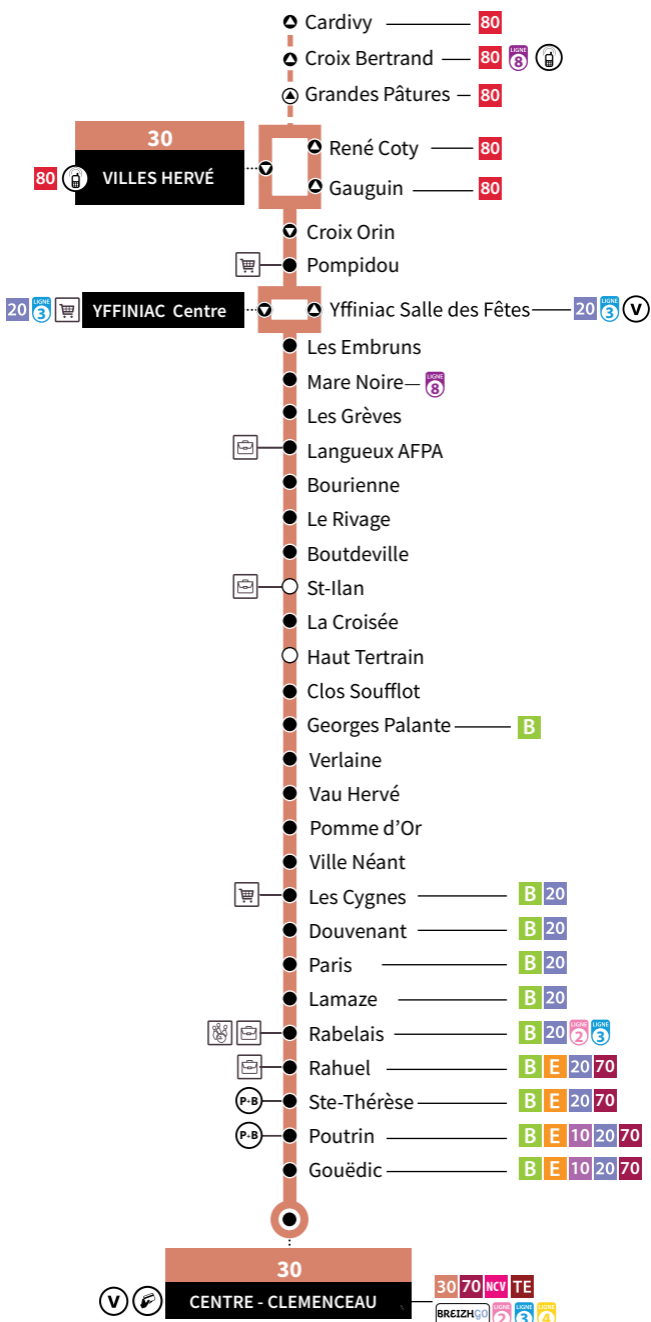 Cardivy 80
Croix Bertrand 80 LIGNE 8
Grandes Pâtures 80
30
80 VILLES HERVÉ
René Coty 80
Gauguin 80
Croix Orin
Pompidou
20 LIGNE 3 YFFINIAC Centre
Yffiniac Salle des Fêtes 20 LIGNE 3 V
Les Embruns
Mare Noire LIGNE 8
Les Grèves
Langueux AFPA
Bourienne
Le Rivage
Boutdeville
St-Ilan
La Croisée
Haut Tertrain
Clos Soufflot
Georges Palante B
Verlaine
Vau Hervé
Pomme d'Or
Ville Néant
Les Cygnes B 20
Douvenant B 20
Paris B 20
Lamaze B 20
Rabelais B 20 LIGNE 2 LIGNE 3
Rahuel B E 20 70
P+B Ste-Thérèse B E 20 70
P+B Poutrin B E 10 20 70
Gouëdic B E 10 20 70
30
V CENTRE - CLEMENCEAU
30 70 NCV TE
BREIZHGO LIGNE 2 LIGNE 3 LIGNE 4